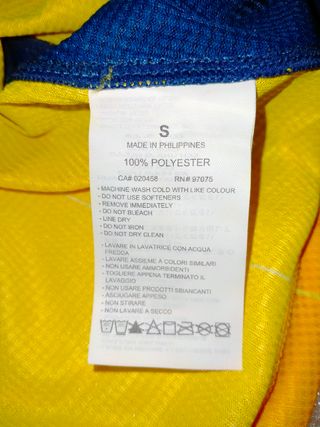 S
MADE IN PHILIPPINES
100% POLYESTER
CA# 020458 RN# 97075
- MACHINE WASH COLD WITH LIKE COLOUR
- DO NOT USE SOFTENERS
- REMOVE IMMEDIATELY
- DO NOT BLEACH
- LINE DRY
- DO NOT IRON
- DO NOT DRY CLEAN
- LAVARE IN LAVATRICE CON ACQUA
FREDDA
- LAVARE ASSIEME A COLORI SIMILARI
- NON USARE AMMORBIDENTI
- TOGLIERE APPENA TERMINATO IL
LAVAGGIO
- NON USARE PRODOTTI SBIANCANTI
- ASCIUGARE APPESO
- NON STIRARE
- NON LAVARE A SECCO